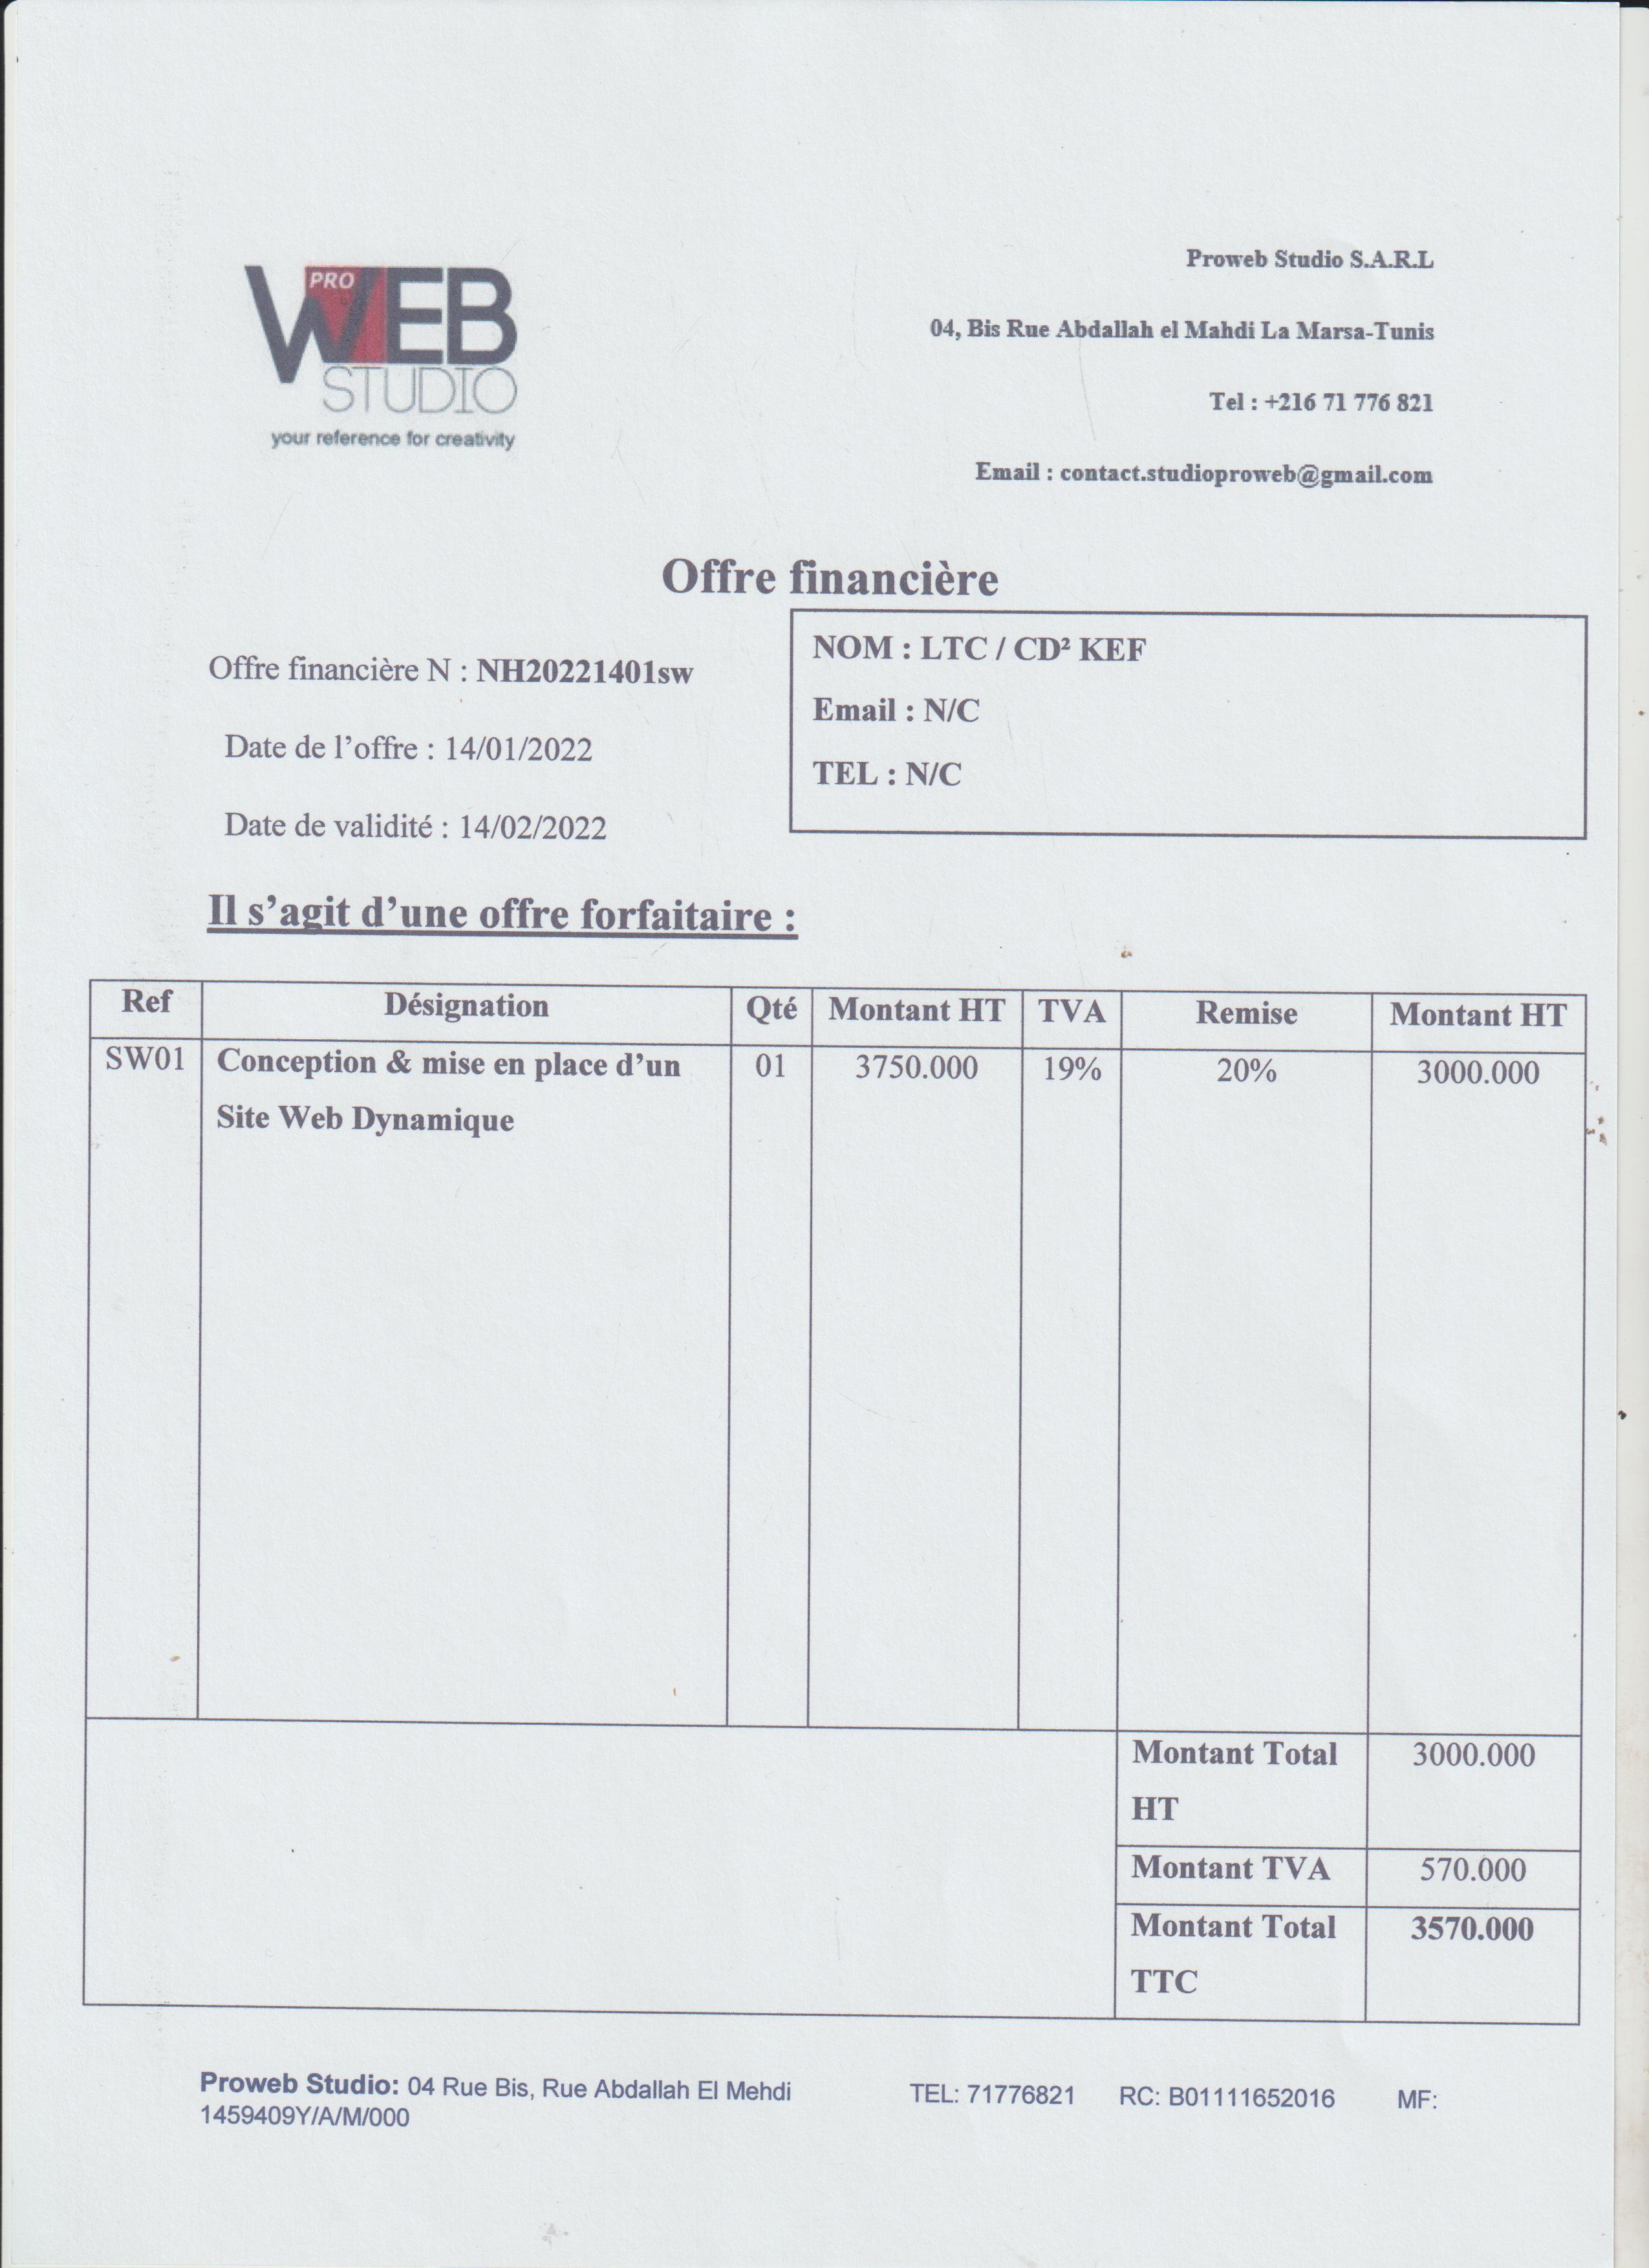 PRO
WEB
STUDIO
your reference for creativity
Proweb Studio S.A.R.L
04, Bis Rue Abdallah el Mahdi La Marsa-Tunis
Tel : +216 71 776 821
Email : contact.studioproweb@gmail.com
Offre financière
Offre financière N : NH20221401sw
Date de l’offre : 14/01/2022
Date de validité : 14/02/2022
NOM : LTC / CD² KEF
Email : N/C
TEL : N/C
Il s’agit d’une offre forfaitaire :
Ref Désignation Qté Montant HT TVA Remise Montant HT
SW01 Conception & mise en place d’un 01 3750.000 19% 20% 3000.000
Site Web Dynamique
Montant Total 3000.000
HT
Montant TVA 570.000
Montant Total 3570.000
TTC
Proweb Studio: 04 Rue Bis, Rue Abdallah El Mehdi TEL: 71776821 RC: B01111652016 MF:
1459409Y/A/M/000